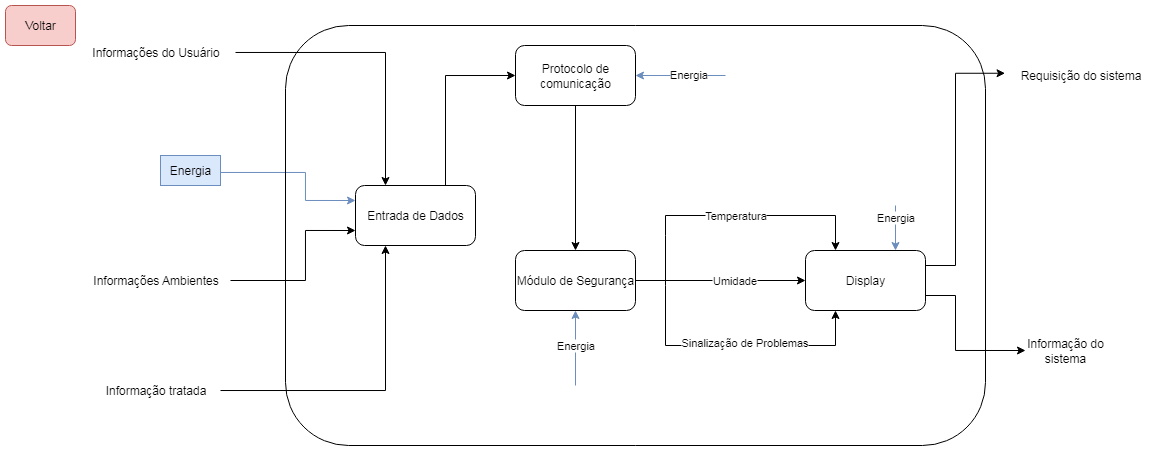 Voltar
Informações do Usuário
Protocolo de
comunicação
Energia
Requisição do sistema
Energia
Entrada de Dados
Temperatura
Energia
Informações Ambientes
Módulo de Segurança
Umidade
Display
Energia
Sinalização de Problemas
Informação do
sistema
Informação tratada